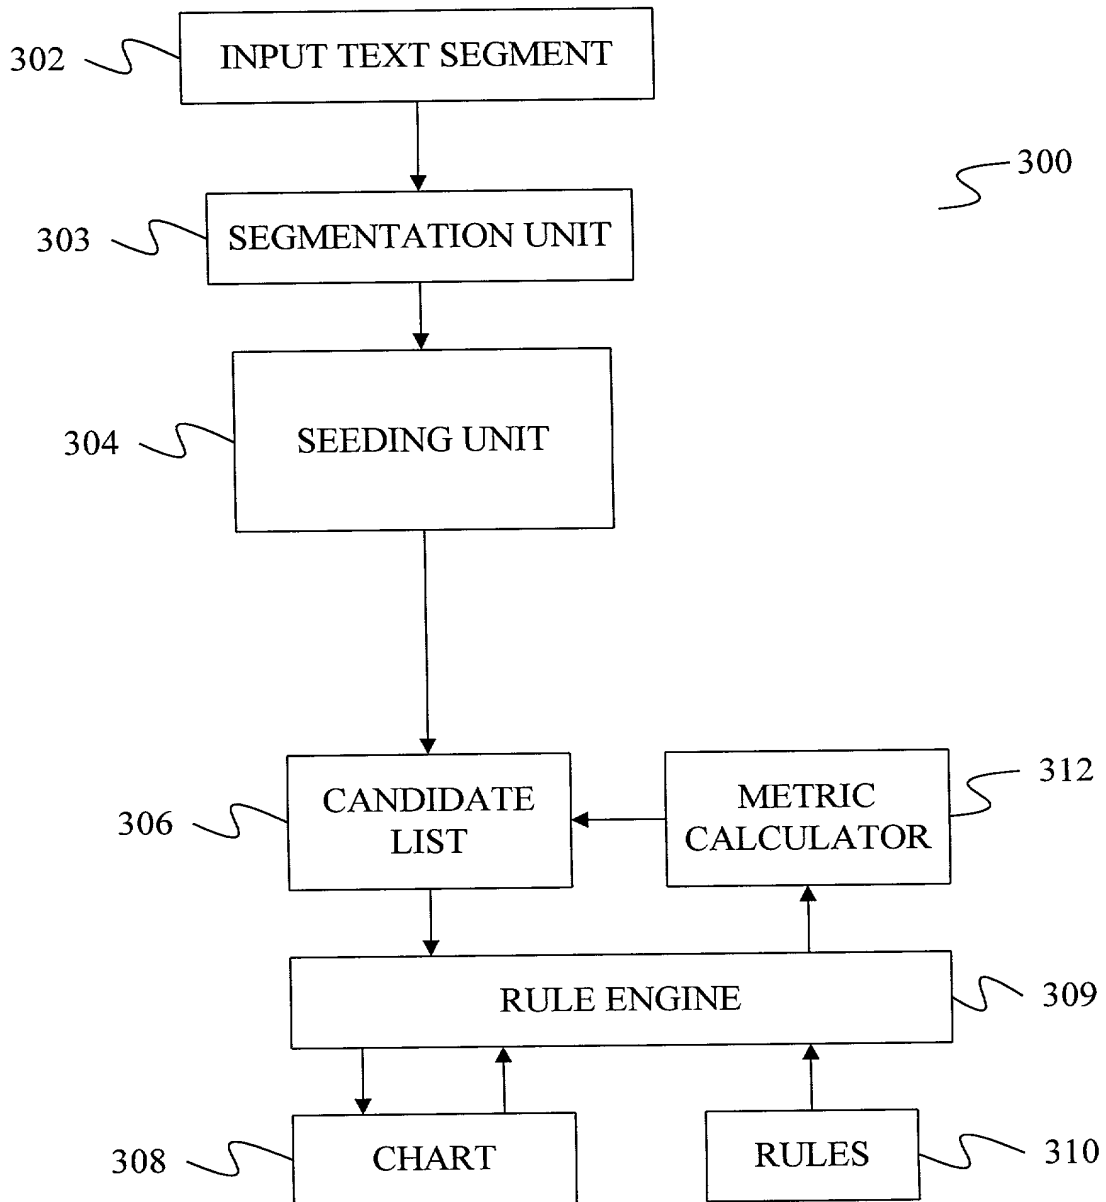 302
INPUT TEXT SEGMENT
300
303
SEGMENTATION UNIT
304
SEEDING UNIT
306
CANDIDATE
LIST
METRIC
CALCULATOR
312
RULE ENGINE
309
308
CHART
RULES
310